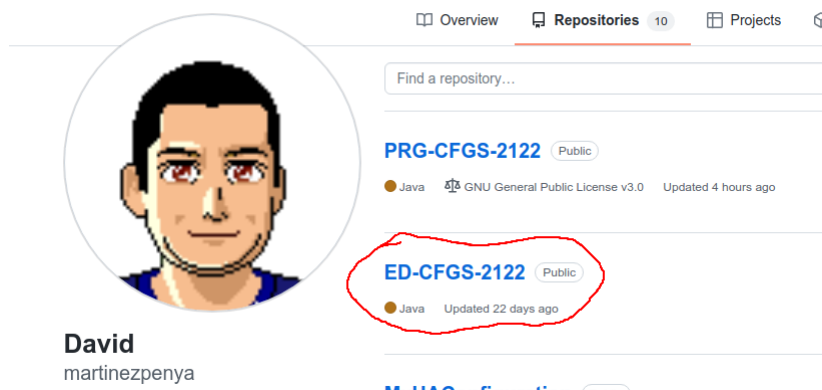 Overview Repositories 10 Projects
Find a repository…
PRG-CFGS-2122 Public
Java GNU General Public License v3.0 Updated 4 hours ago
ED-CFGS-2122 Public
Java Updated 22 days ago
David
martinezpenya